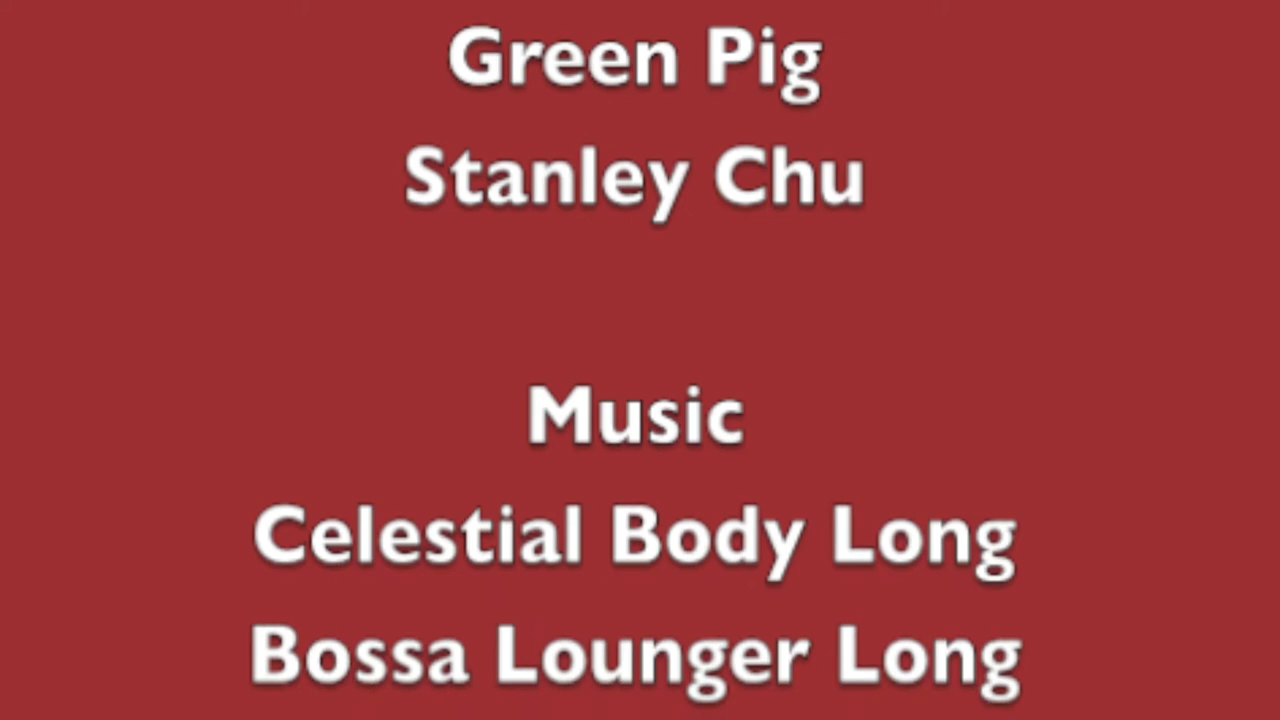 Green Pig
Stanley Chu
Music
Celestial Body Long
Bossa Lounger Long